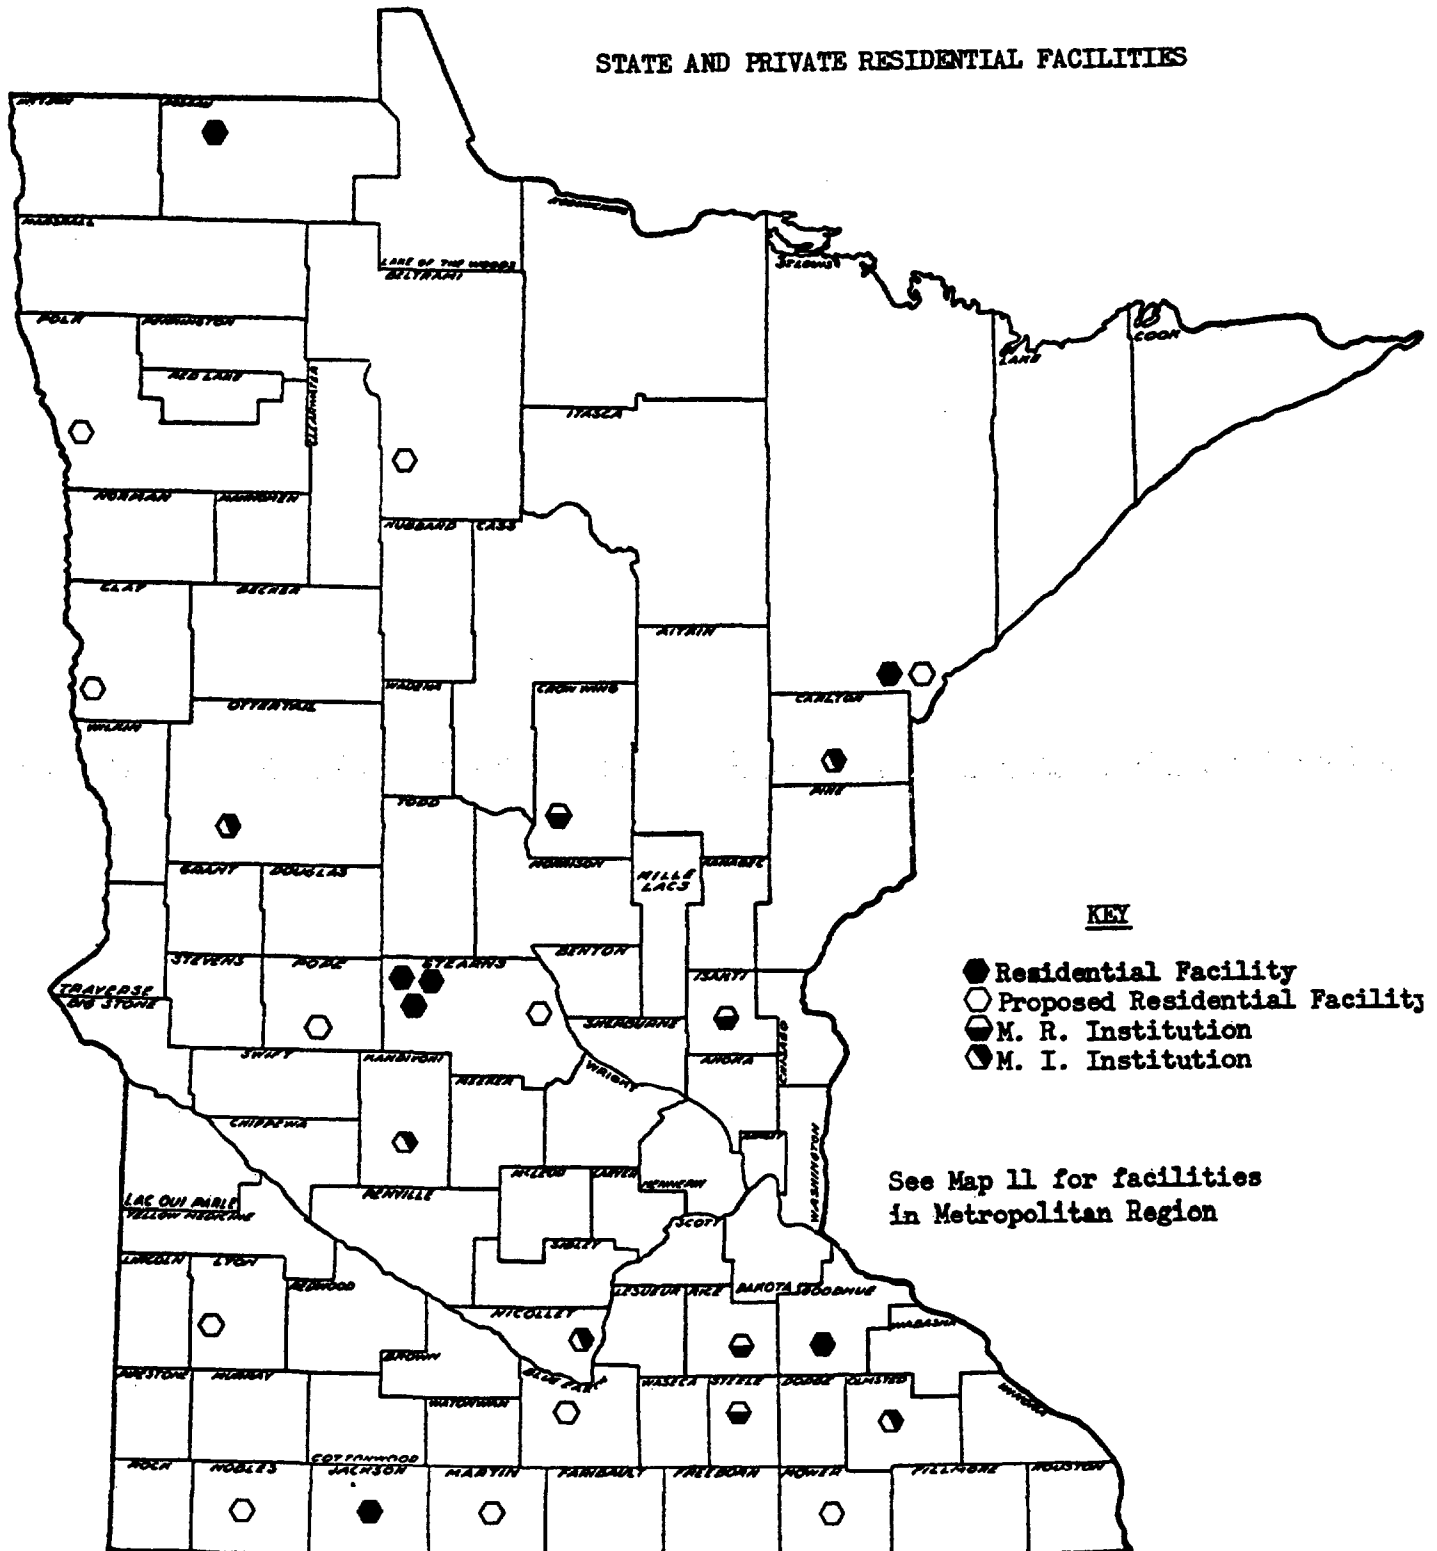 STATE AND PRIVATE RESIDENTIAL FACILITIES
KITTSON
ROSEAU
MARSHALL
KOOCHICHING
LAKE OF THE WOODS
BELTRAMI
ST. LOUIS
POLK
PENNINGTON
RED LAKE
CLEARWATER
LAKE
COOK
ITASCA
NORMAN
MAHNOMEN
HUBBARD
CASS
CLAY
BECKER
AITKIN
WADENA
CROW WING
CARLTON
OTTERTAIL
WILKIN
PINE
TODD
MORRISON
KANABEC
MILLE
LACS
GRANT
DOUGLAS
KEY
BENTON
STEVENS
POPE
STEARNS
ISANTI
Residential Facility
TRAVERSE
BIG STONE
Proposed Residential Facility
SHERBURNE
M. R. Institution
CHISAGO
SWIFT
KANDIYOHI
ANOKA
M. I. Institution
MEEKER
WRIGHT
CHIPPEWA
RAMSEY
WASHINGTON
McLEOD
CARVER
HENNEPIN
See Map 11 for facilities
in Metropolitan Region
LAC QUI PARLE
YELLOW MEDICINE
RENVILLE
SCOTT
SIBLEY
LINCOLN
LYON
REDWOOD
LESUEUR
RICE
DAKOTA
GOODHUE
NICOLLET
WABASHA
BROWN
PIPESTONE
MURRAY
BLUE EARTH
WASECA
STEELE
DODGE
OLMSTED
WINONA
WATONWAN
COTTONWOOD
ROCK
NOBLES
JACKSON
MARTIN
FARIBAULT
FREEBORN
MOWER
FILLMORE
HOUSTON